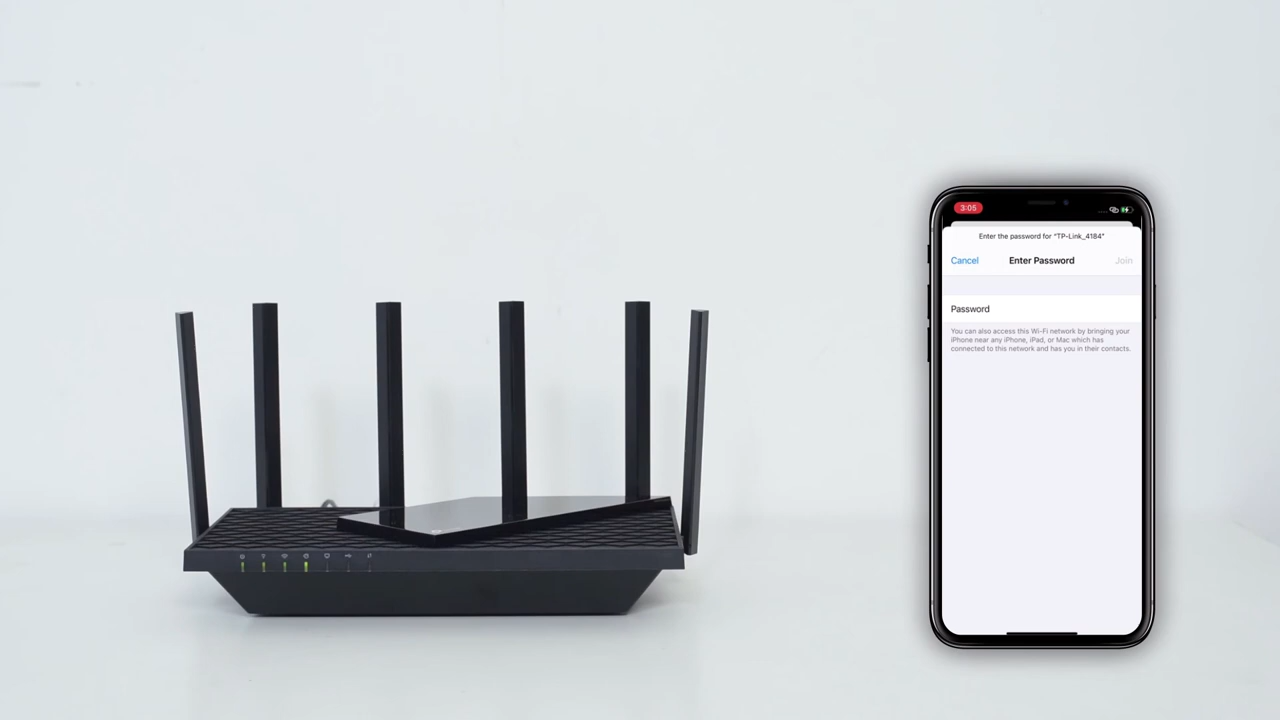 3:05
Enter the password for "TP-Link_4184"
Cancel Enter Password Join
Password
You can also access this Wi-Fi network by bringing your
iPhone near any iPhone, iPad, or Mac which has
connected to this network and has you in their contacts.